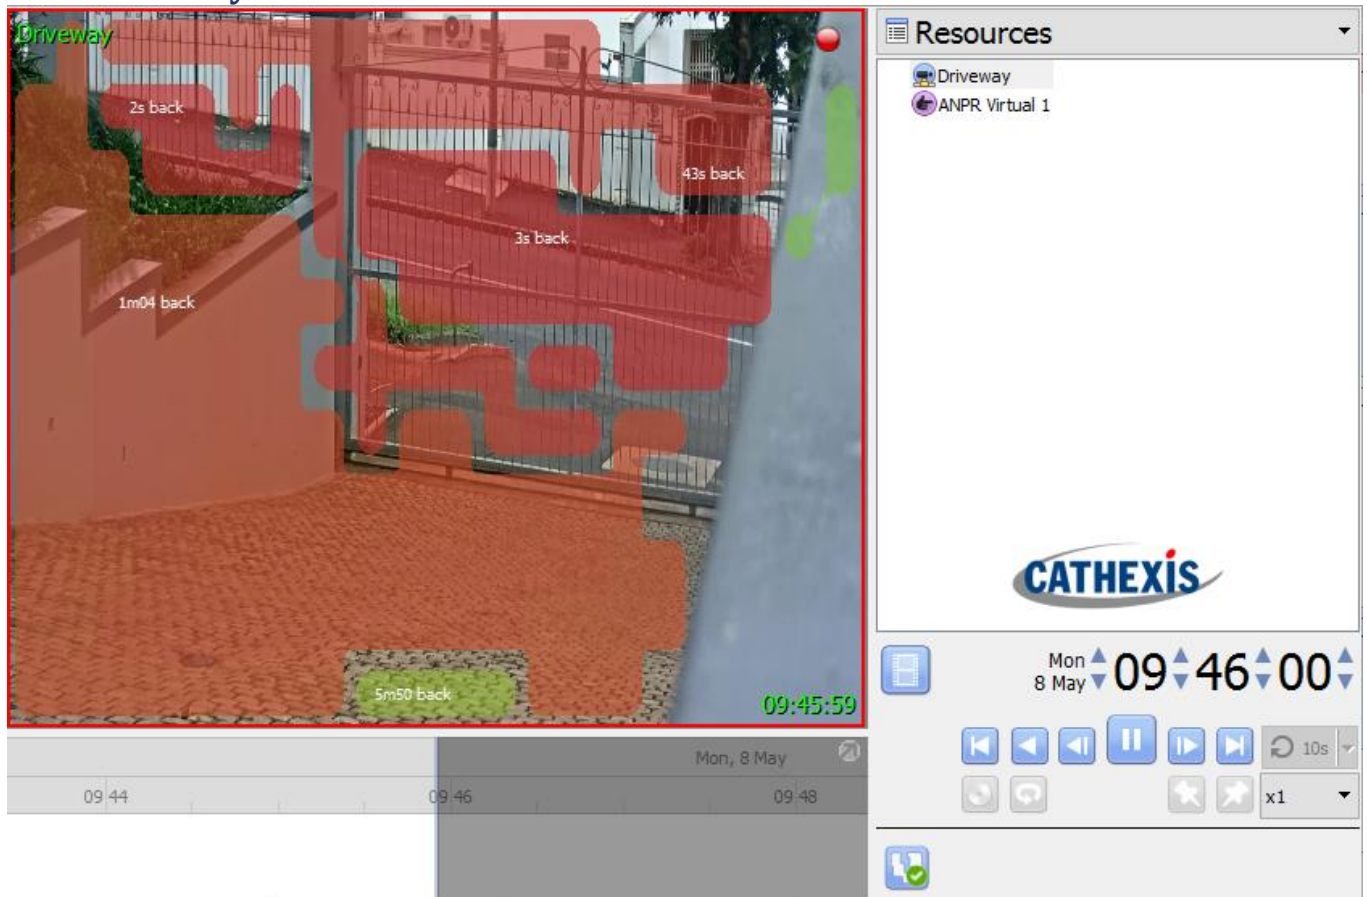 Driveway
2s back
43s back
3s back
1m04 back
5m50 back
09:45:59
Mon, 8 May
09:44
09:46
09:48
Resources
Driveway
ANPR Virtual 1
CATHEXIS
Mon
8 May
09 46 00
10s
x1